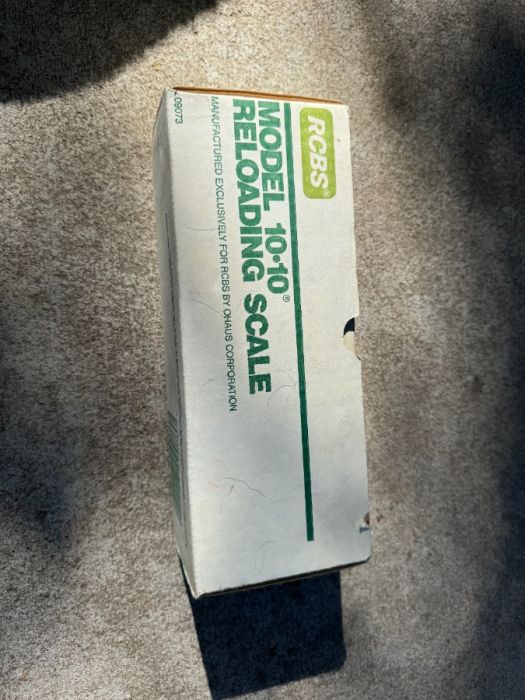 RCBS®
MODEL 10•10®
RELOADING SCALE
MANUFACTURED EXCLUSIVELY FOR RCBS BY OHAUS CORPORATION
09073